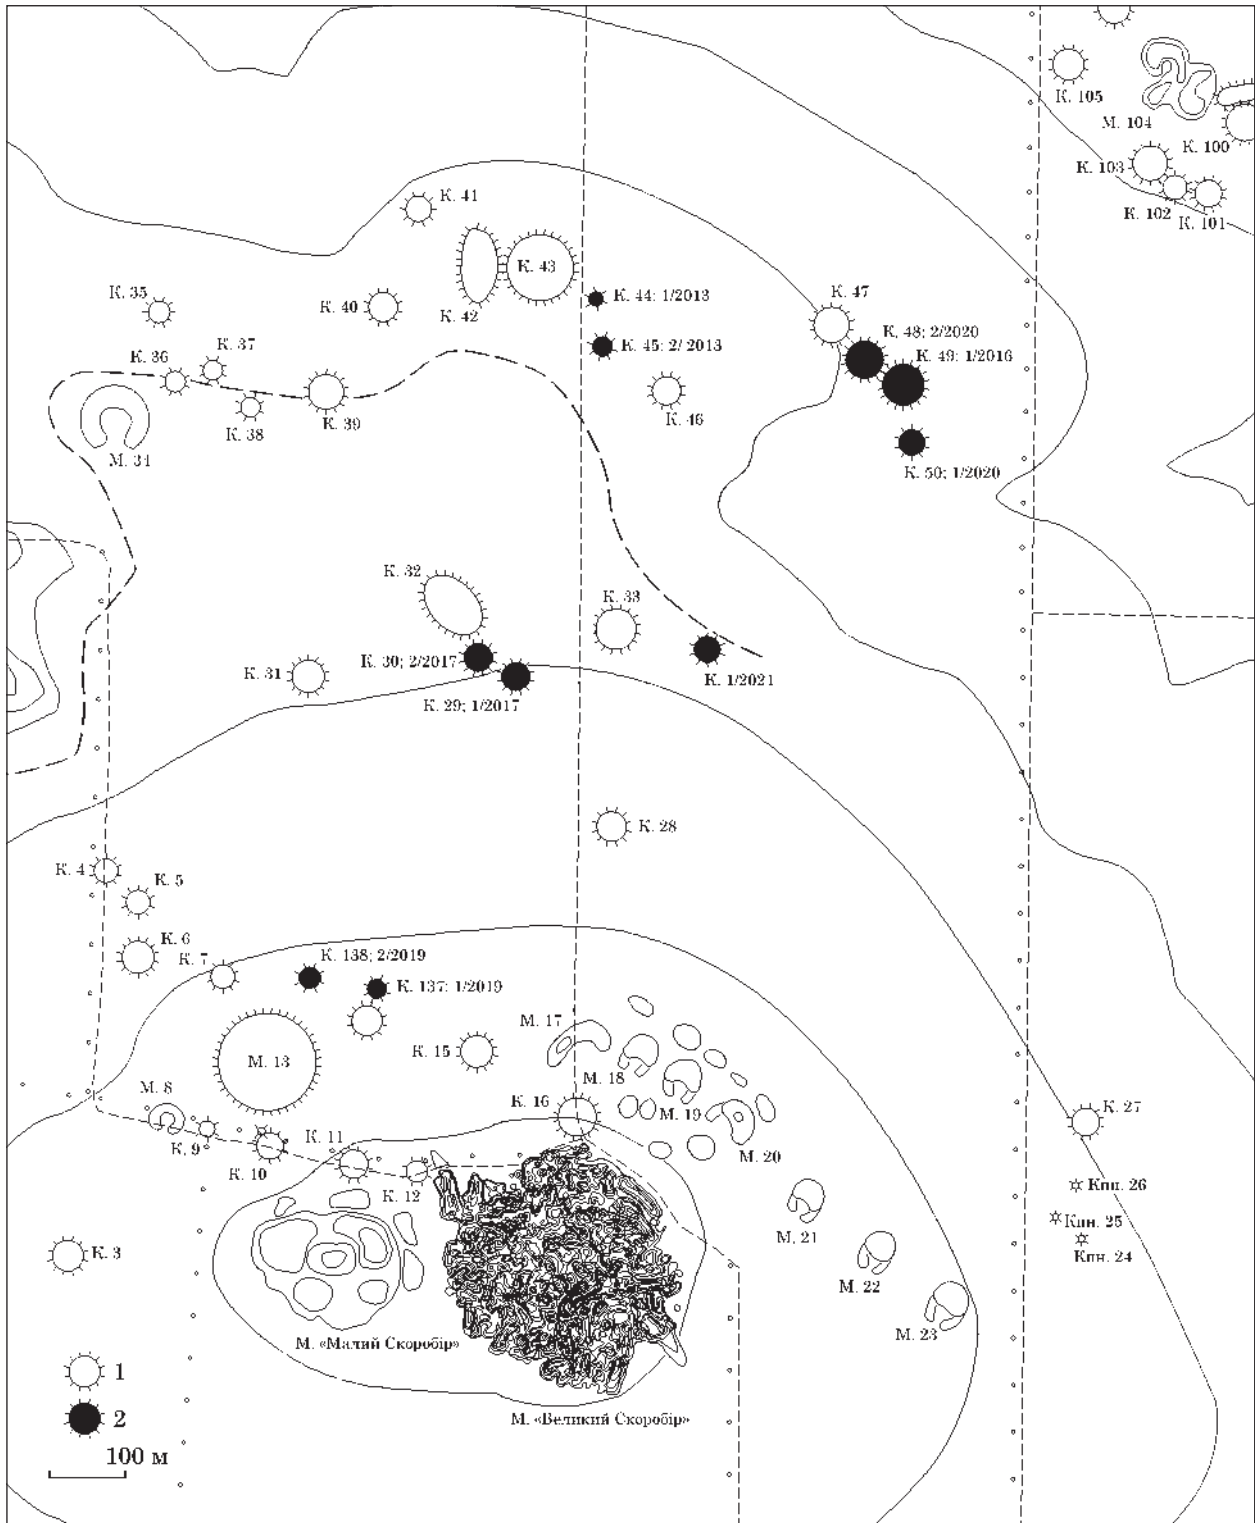 К. 105
М. 104
К. 100
К. 103
К. 102
К. 101
К. 41
К. 43
К. 42
К. 35
К. 40
К. 44; 1/2013
К. 47
К. 48; 2/2020
К. 45; 2/2013
К. 49; 1/2016
К. 37
К. 36
К. 46
К. 39
К. 38
М. 34
К. 50; 1/2020
К. 32
К. 33
К. 30; 2/2017
К. 31
К. 1/2021
К. 29; 1/2017
К. 28
К. 4
К. 5
К. 6
К. 7
К. 138; 2/2019
К. 137; 1/2019
М. 17
К. 15
М. 13
М. 18
М. 8
К. 16
М. 19
К. 27
К. 9
К. 11
К. 10
М. 20
К. 12
Кпн. 26
Кпн. 25
М. 21
К. 3
Кпн. 24
М. 22
М. 23
М. «Малий Скоробір»
1
2
М. «Великий Скоробір»
100 м